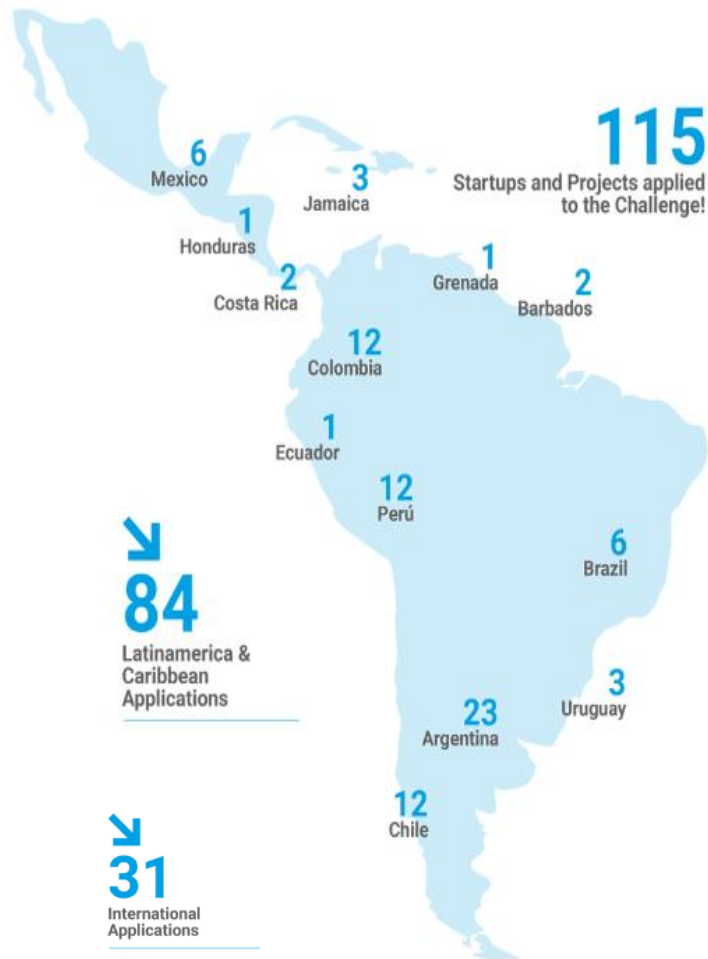 115
Startups and Projects applied
to the Challenge!
6
Mexico
3
Jamaica
1
Honduras
2
Costa Rica
1
Grenada
2
Barbados
12
Colombia
1
Ecuador
12
Perú
6
Brazil
84
Latinamerica &
Caribbean
Applications
3
Uruguay
23
Argentina
12
Chile
31
International
Applications